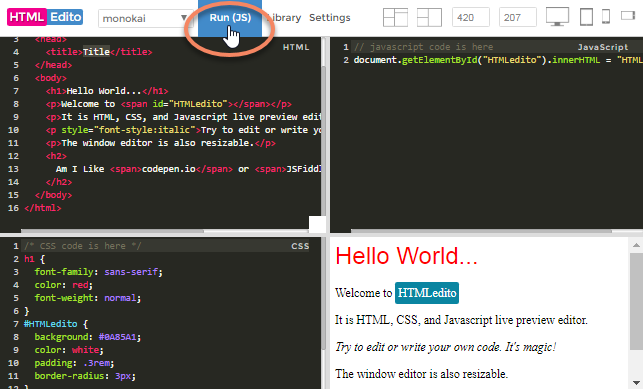 HTML Edito monokai Run (JS) Library Settings 420 207
3 <head>
4 <title>Title</title>
5 </head>
6 <body>
7 <h1>Hello World...</h1>
8 <p>Welcome to <span id="HTMLedito"></span></p>
9 <p>It is HTML, CSS, and Javascript live preview edit
10 <p style="font-style:italic">Try to edit or write yo
11 <p>The window editor is also resizable.</p>
12 <h2>
13 Am I Like <span>codepen.io</span> or <span>JSFiddl
14 </h2>
15 </body>
16 </html>
HTML
1 // javascript code is here
2 document.getElementById("HTMLedito").innerHTML = "HTML
JavaScript
1 /* CSS code is here */
2 h1 {
3 font-family: sans-serif;
4 color: red;
5 font-weight: normal;
6 }
7 #HTMLedito {
8 background: #0A85A1;
9 color: white;
10 padding: .3rem;
11 border-radius: 3px;
12 }
CSS
Hello World...
Welcome to HTMLedito
It is HTML, CSS, and Javascript live preview editor.
Try to edit or write your own code. It's magic!
The window editor is also resizable.